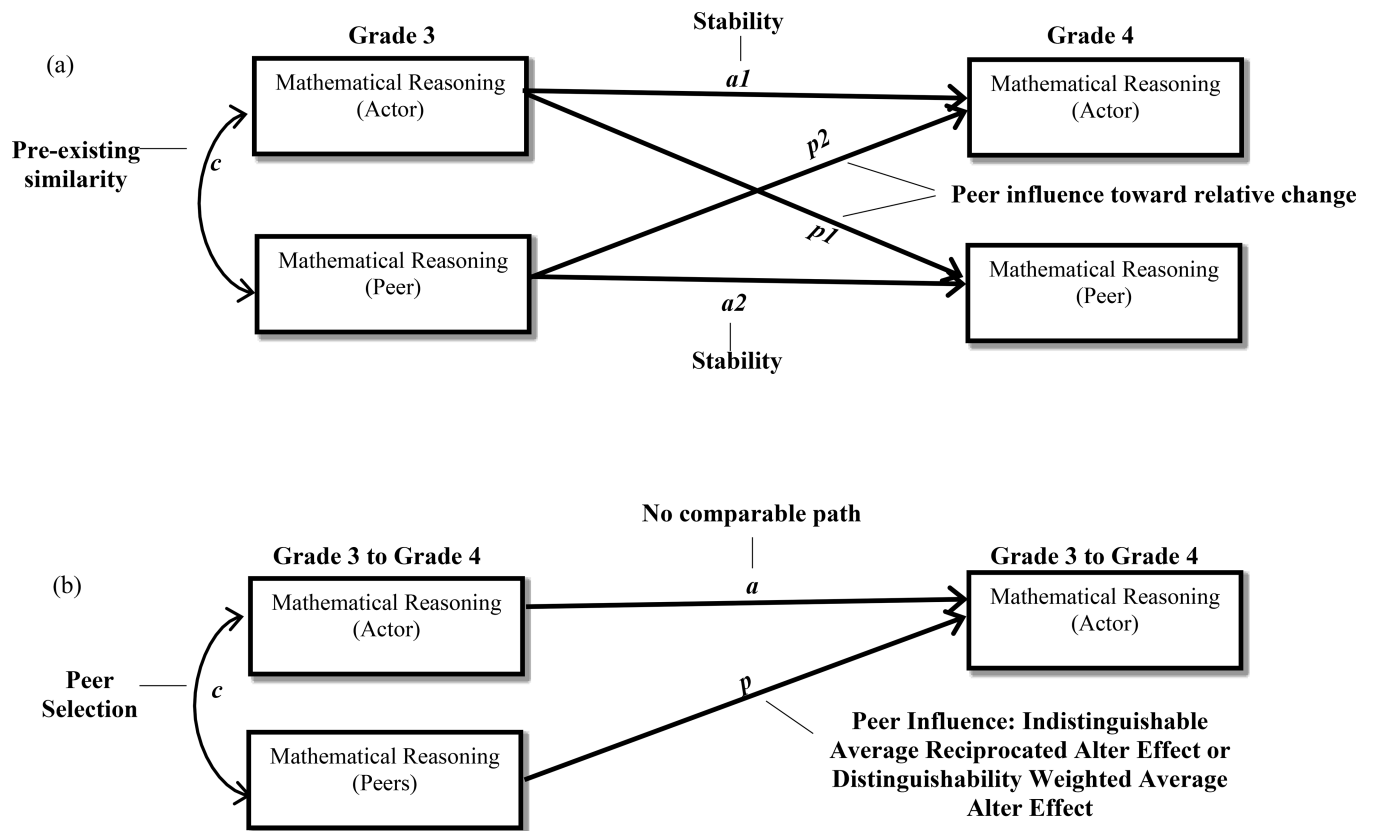 Stability
Grade 3
Grade 4
(a)
Mathematical Reasoning
(Actor)
a1
Mathematical Reasoning
(Actor)
Pre-existing
similarity
c
p2
Peer influence toward relative change
p1
Mathematical Reasoning
(Peer)
Mathematical Reasoning
(Peer)
a2
Stability
No comparable path
Grade 3 to Grade 4
Grade 3 to Grade 4
(b)
Mathematical Reasoning
(Actor)
a
Mathematical Reasoning
(Actor)
Peer
Selection
c
p
Peer Influence: Indistinguishable
Average Reciprocated Alter Effect or
Distinguishability Weighted Average
Alter Effect
Mathematical Reasoning
(Peers)